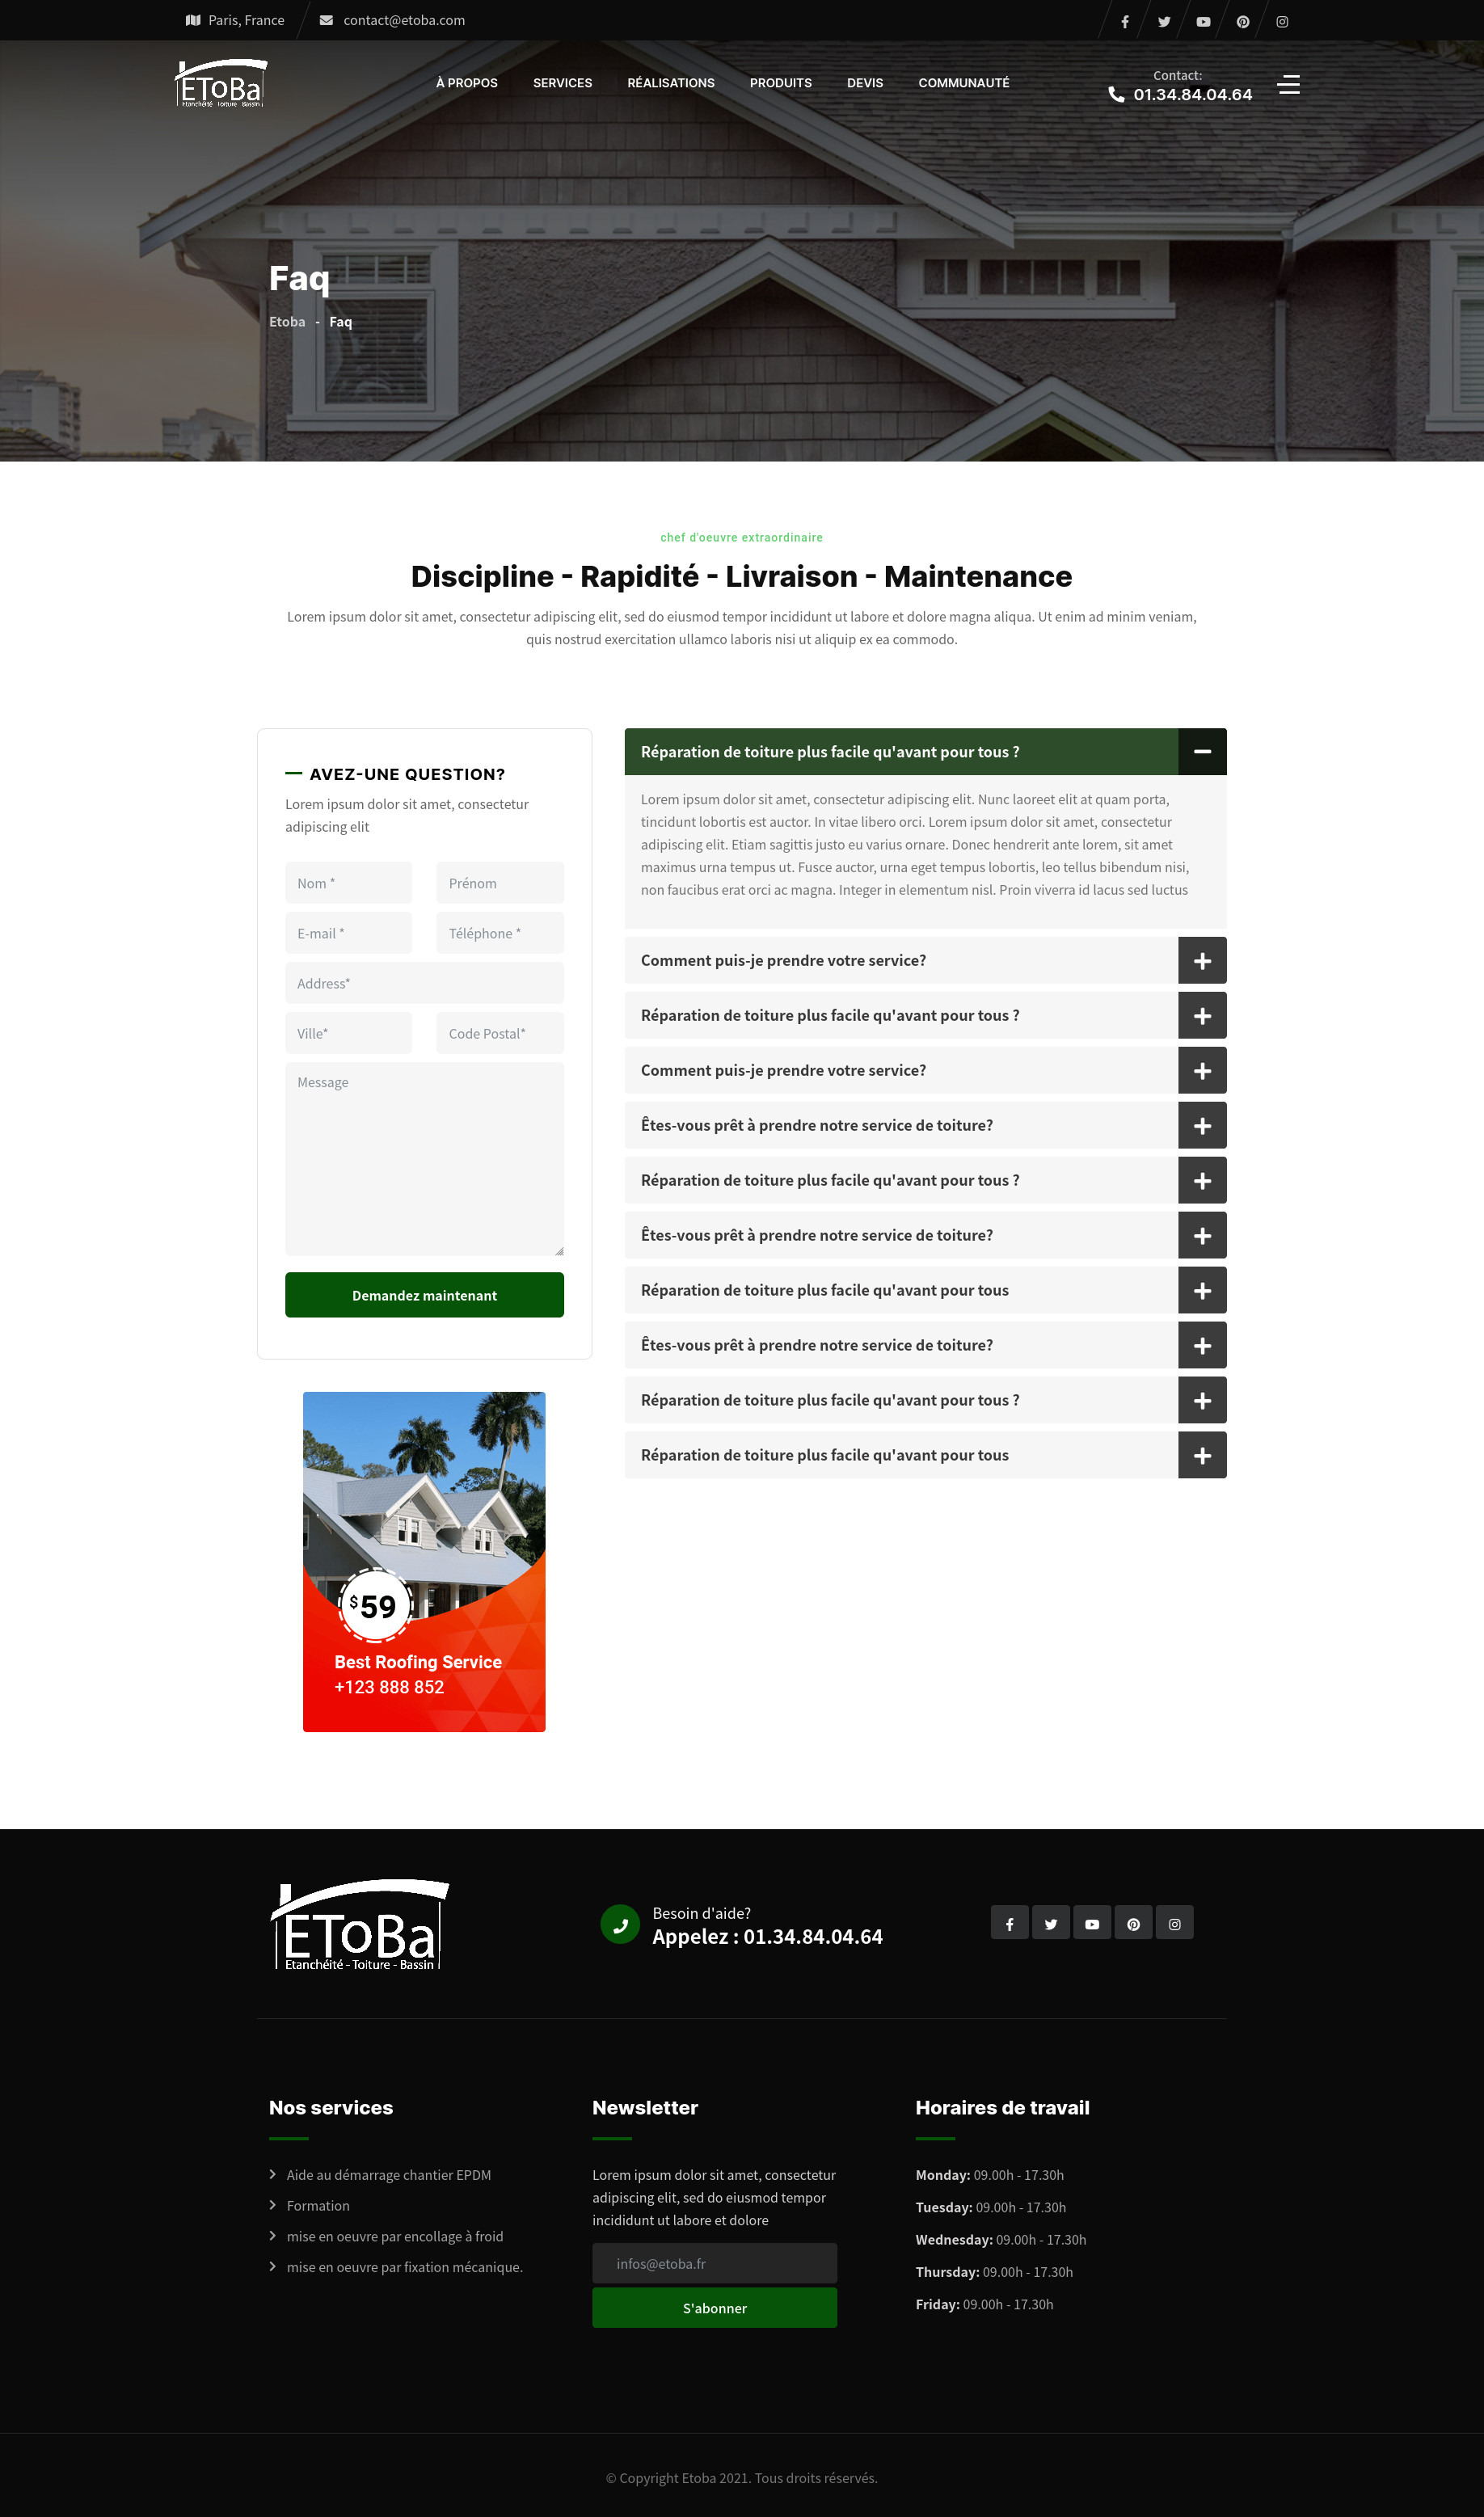 Paris, France
contact@etoba.com
EToBa
Etanchéité Toiture Bassin
À PROPOS
SERVICES
RÉALISATIONS
PRODUITS
DEVIS
COMMUNAUTÉ
Contact:
01.34.84.04.64
Faq
Etoba - Faq
chef d'oeuvre extraordinaire
Discipline - Rapidité - Livraison - Maintenance
Lorem ipsum dolor sit amet, consectetur adipiscing elit, sed do eiusmod tempor incididunt ut labore et dolore magna aliqua. Ut enim ad minim veniam,
quis nostrud exercitation ullamco laboris nisi ut aliquip ex ea commodo.
AVEZ-UNE QUESTION?
Lorem ipsum dolor sit amet, consectetur
adipiscing elit
Nom *
Prénom
E-mail *
Téléphone *
Address*
Ville*
Code Postal*
Message
Demandez maintenant
$59
Best Roofing Service
+123 888 852
Réparation de toiture plus facile qu'avant pour tous ?
Lorem ipsum dolor sit amet, consectetur adipiscing elit. Nunc laoreet elit at quam porta,
tincidunt lobortis est auctor. In vitae libero orci. Lorem ipsum dolor sit amet, consectetur
adipiscing elit. Etiam sagittis justo eu varius ornare. Donec hendrerit ante lorem, sit amet
maximus urna tempus ut. Fusce auctor, urna eget tempus lobortis, leo tellus bibendum nisi,
non faucibus erat orci ac magna. Integer in elementum nisl. Proin viverra id lacus sed luctus
Comment puis-je prendre votre service?
Réparation de toiture plus facile qu'avant pour tous ?
Comment puis-je prendre votre service?
Êtes-vous prêt à prendre notre service de toiture?
Réparation de toiture plus facile qu'avant pour tous ?
Êtes-vous prêt à prendre notre service de toiture?
Réparation de toiture plus facile qu'avant pour tous
Êtes-vous prêt à prendre notre service de toiture?
Réparation de toiture plus facile qu'avant pour tous ?
Réparation de toiture plus facile qu'avant pour tous
EToBa
Etanchéité - Toiture - Bassin
Besoin d'aide?
Appelez : 01.34.84.04.64
Nos services
Aide au démarrage chantier EPDM
Formation
mise en oeuvre par encollage à froid
mise en oeuvre par fixation mécanique.
Newsletter
Lorem ipsum dolor sit amet, consectetur
adipiscing elit, sed do eiusmod tempor
incididunt ut labore et dolore
infos@etoba.fr
S'abonner
Horaires de travail
Monday: 09.00h - 17.30h
Tuesday: 09.00h - 17.30h
Wednesday: 09.00h - 17.30h
Thursday: 09.00h - 17.30h
Friday: 09.00h - 17.30h
© Copyright Etoba 2021. Tous droits réservés.